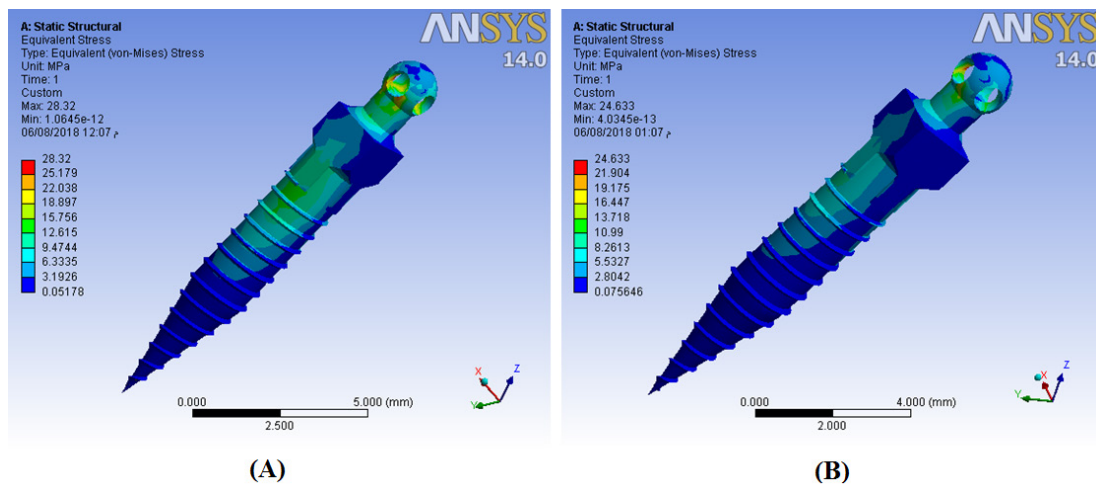 A: Static Structural
Equivalent Stress
Type: Equivalent (von-Mises) Stress
Unit: MPa
Time: 1
Custom
Max: 28.32
Min: 1.0645e-12
06/08/2018 12:07 م
28.32
25.179
22.038
18.897
15.756
12.615
9.4744
6.3335
3.1926
0.05178
ANSYS
14.0
X
Z
Y
0.000
5.000 (mm)
2.500
(A)
A: Static Structural
Equivalent Stress
Type: Equivalent (von-Mises) Stress
Unit: MPa
Time: 1
Custom
Max: 24.633
Min: 4.0345e-13
06/08/2018 01:07 م
24.633
21.904
19.175
16.447
13.718
10.99
8.2613
5.5327
2.8042
0.075646
ANSYS
14.0
X
Z
Y
0.000
4.000 (mm)
2.000
(B)